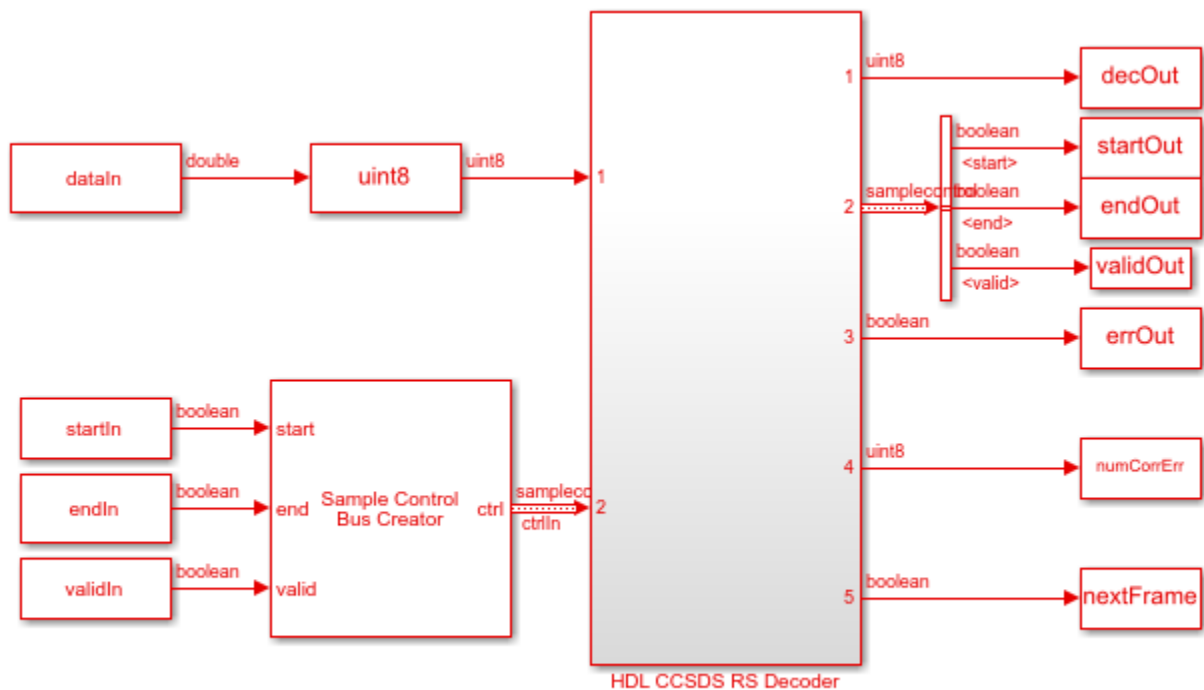 uint8
1
decOut
boolean
startOut
<start>
double
uint8
dataIn
uint8
1
samplecontrol
boolean
2
endOut
<end>
boolean
validOut
<valid>
boolean
3
errOut
boolean
startIn
start
uint8
4
numCorrErr
boolean
endIn
end
Sample Control
Bus Creator
ctrl
sampleco
2
ctrlIn
boolean
validIn
valid
boolean
5
nextFrame
HDL CCSDS RS Decoder